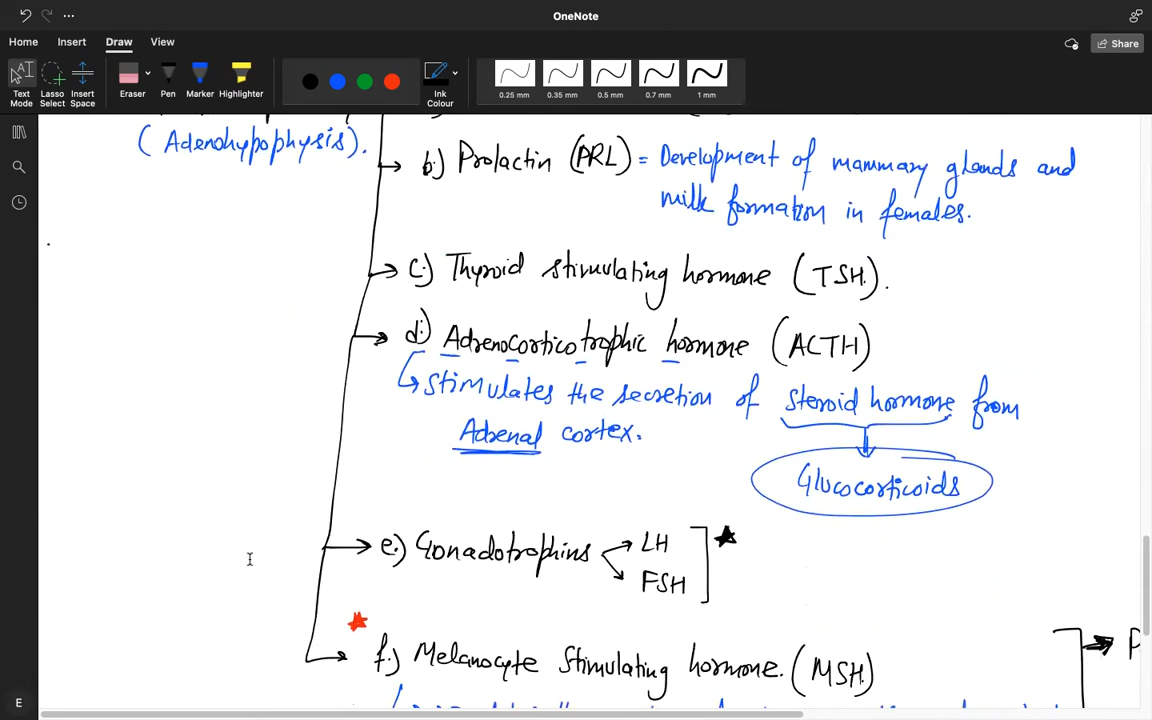 OneNote
Home Insert Draw View
Share
Text Mode
Lasso Select
Insert Space
Eraser
Pen
Marker
Highlighter
Ink Colour
0.25 mm
0.35 mm
0.5 mm
0.7 mm
1 mm
(Adenohypophysis).
b) Prolactin (PRL) = Development of mammary glands and
milk formation in females.
c) Thyroid stimulating hormone (TSH).
d) Adrenocorticotrophic hormone (ACTH)
Stimulates the secretion of steroid hormone from
Adrenal cortex.
Glucocorticoids
e.) Gonadotrophins
LH
FSH
f.) Melanocyte Stimulating hormone. (MSH)
E